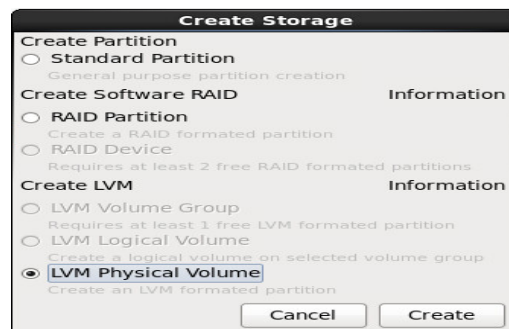 Create Storage
Create Partition
Standard Partition
General purpose partition creation
Create Software RAID Information
RAID Partition
Create a RAID formated partition
RAID Device
Requires at least 2 free RAID formated partitions
Create LVM Information
LVM Volume Group
Requires at least 1 free LVM formated partition
LVM Logical Volume
Create a logical volume on selected volume group
LVM Physical Volume
Create an LVM formated partition
Cancel Create